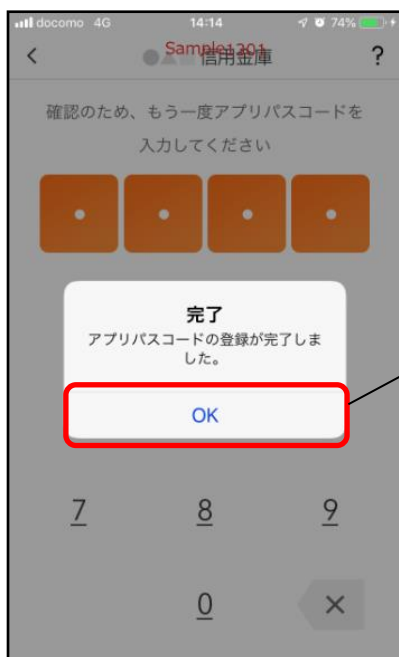 docomo 4G 14:14 74%
< ●▲■信用金庫 ?
Sample1201
確認のため、もう一度アプリパスコードを
入力してください
完了
アプリパスコードの登録が完了しま
した。
OK
7 8 9
0 ×